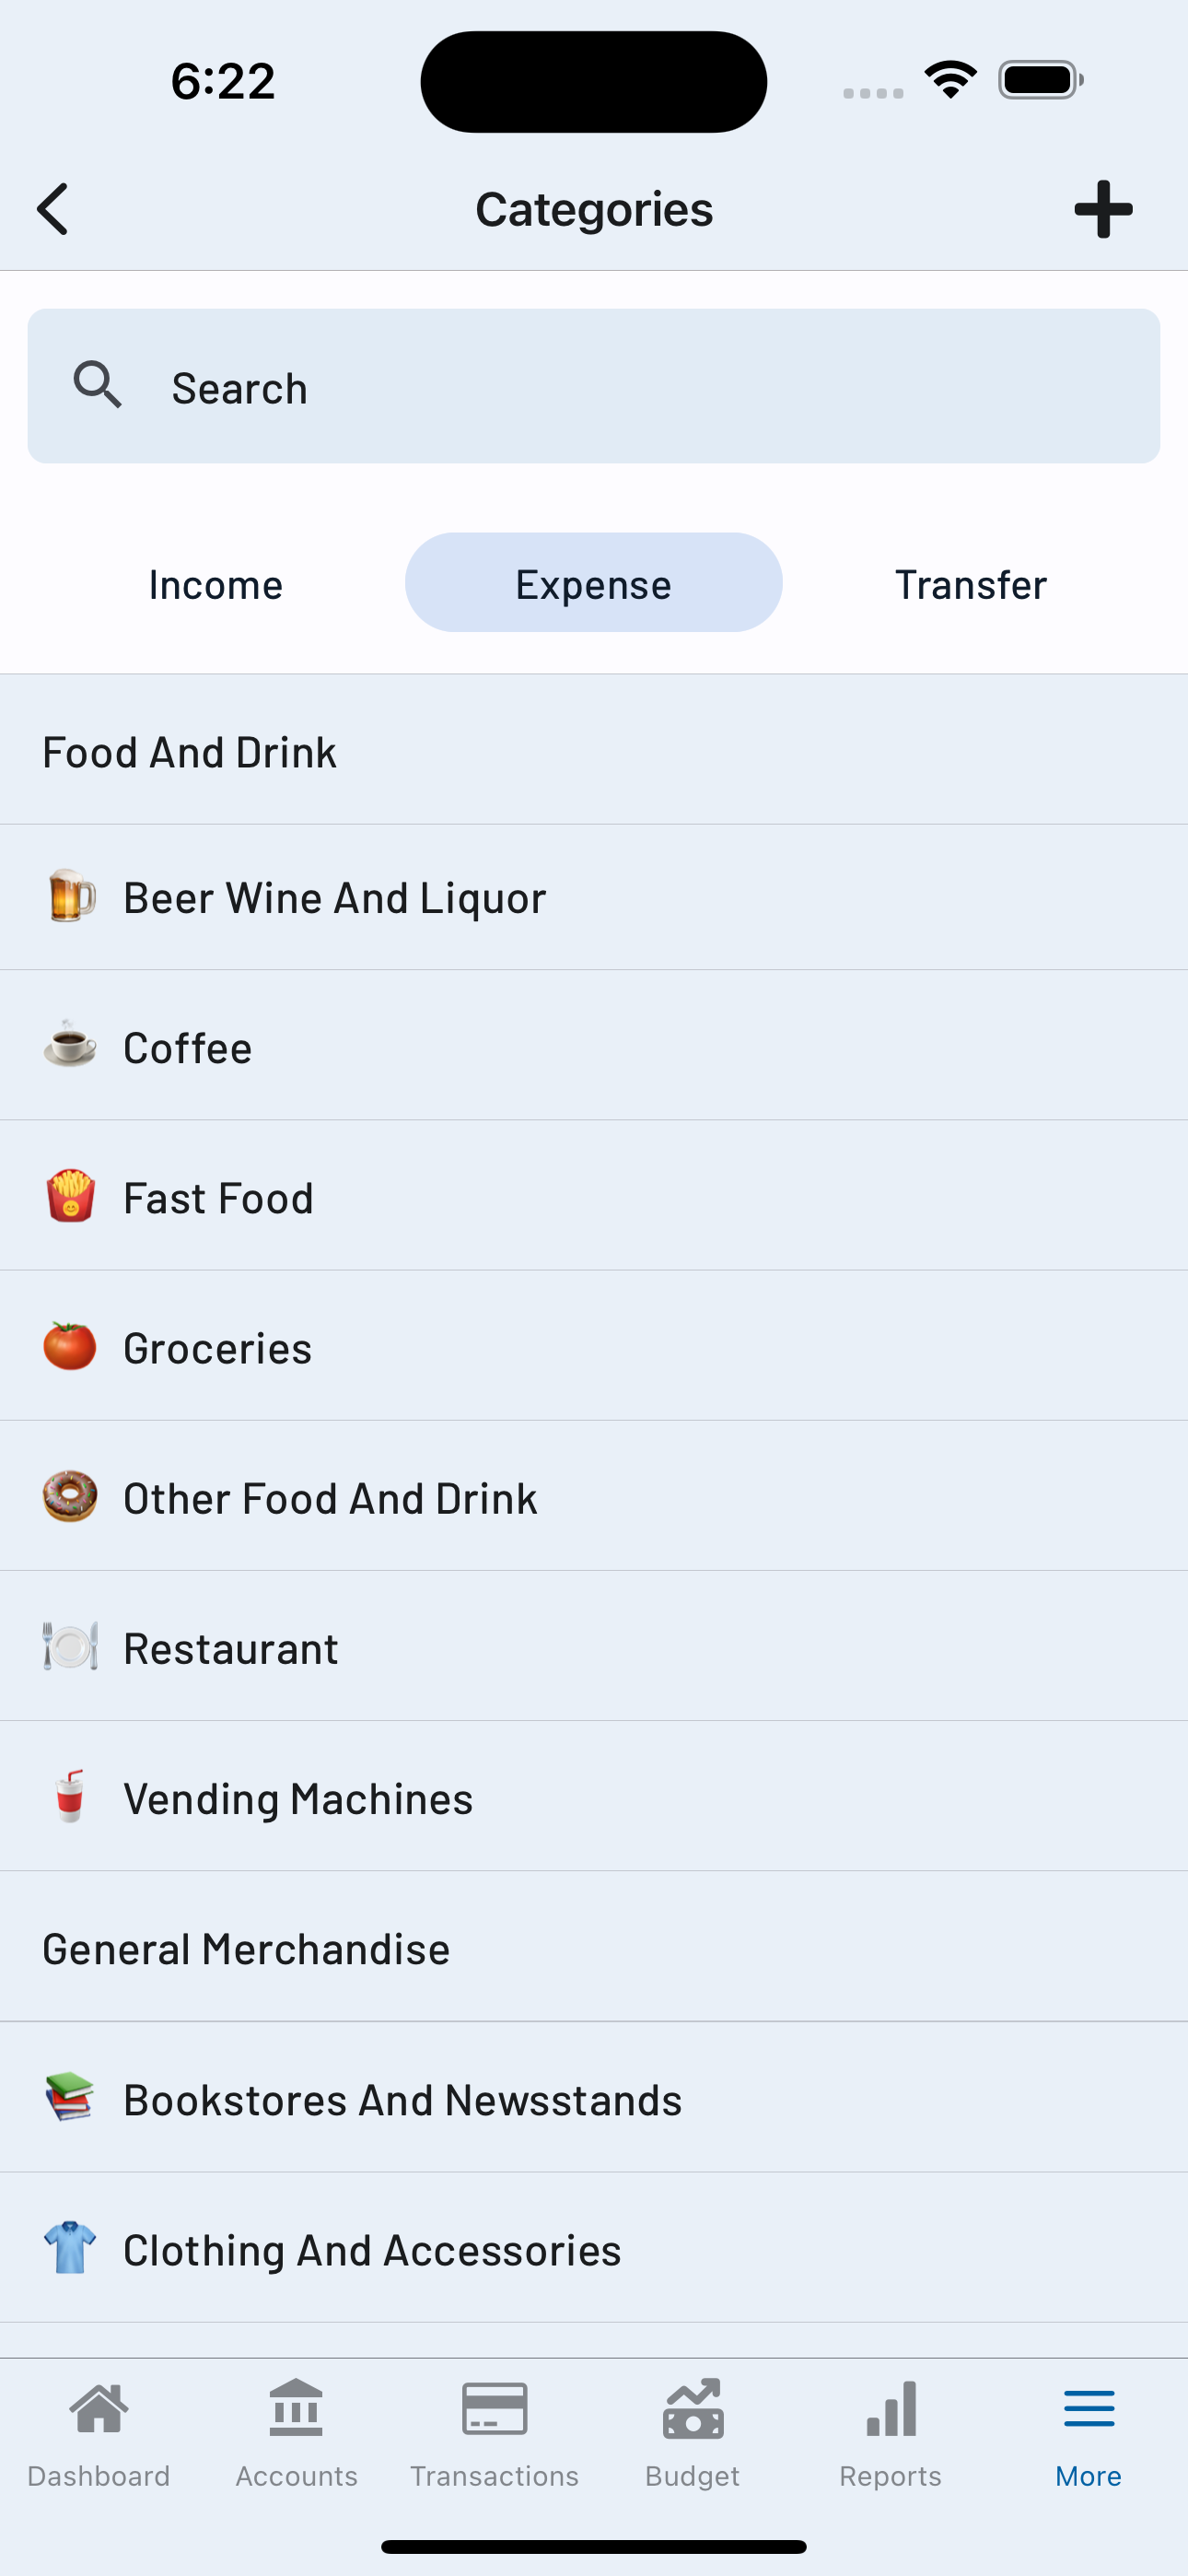 6:22
Categories
Search
Income Expense Transfer
Food And Drink
Beer Wine And Liquor
Coffee
Fast Food
Groceries
Other Food And Drink
Restaurant
Vending Machines
General Merchandise
Bookstores And Newsstands
Clothing And Accessories
Dashboard Accounts Transactions Budget Reports More